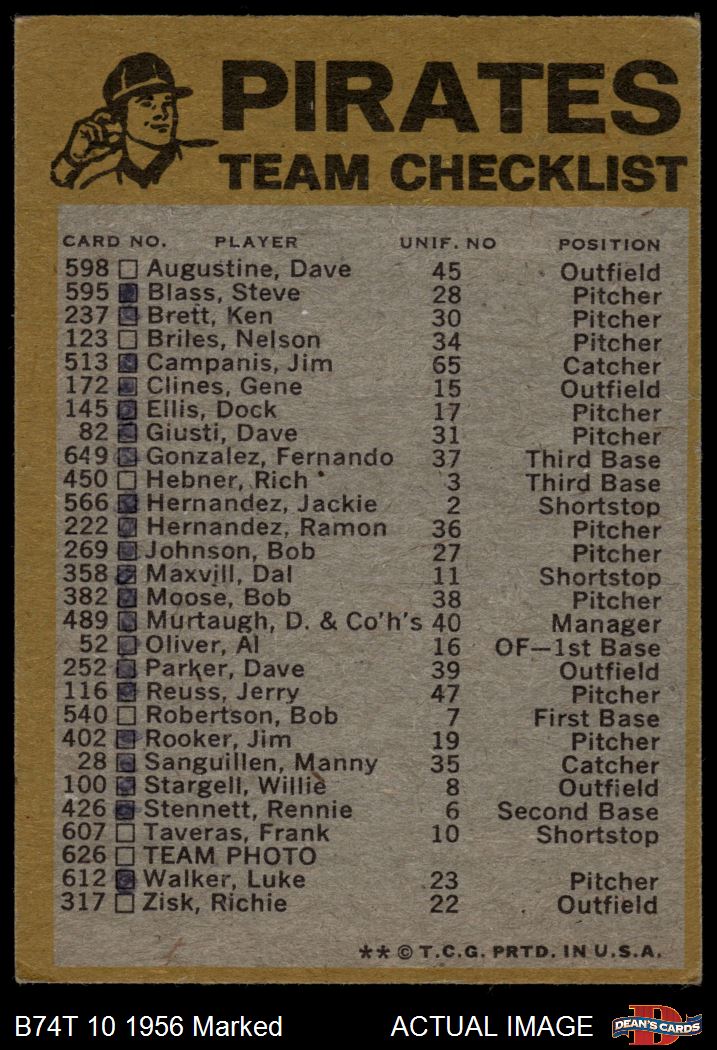 PIRATES
TEAM CHECKLIST
CARD NO. PLAYER UNIF. NO POSITION
598 Augustine, Dave 45 Outfield
595 Blass, Steve 28 Pitcher
237 Brett, Ken 30 Pitcher
123 Briles, Nelson 34 Pitcher
513 Campanis, Jim 65 Catcher
172 Clines, Gene 15 Outfield
145 Ellis, Dock 17 Pitcher
82 Giusti, Dave 31 Pitcher
649 Gonzalez, Fernando 37 Third Base
450 Hebner, Rich 3 Third Base
566 Hernandez, Jackie 2 Shortstop
222 Hernandez, Ramon 36 Pitcher
269 Johnson, Bob 27 Pitcher
358 Maxvill, Dal 11 Shortstop
382 Moose, Bob 38 Pitcher
489 Murtaugh, D. & Co'h's 40 Manager
52 Oliver, Al 16 OF—1st Base
252 Parker, Dave 39 Outfield
116 Reuss, Jerry 47 Pitcher
540 Robertson, Bob 7 First Base
402 Rooker, Jim 19 Pitcher
28 Sanguillen, Manny 35 Catcher
100 Stargell, Willie 8 Outfield
426 Stennett, Rennie 6 Second Base
607 Taveras, Frank 10 Shortstop
626 TEAM PHOTO
612 Walker, Luke 23 Pitcher
317 Zisk, Richie 22 Outfield
** © T.C.G. PRTD. IN U.S.A.
B74T 10 1956 Marked ACTUAL IMAGE DEAN'S CARDS